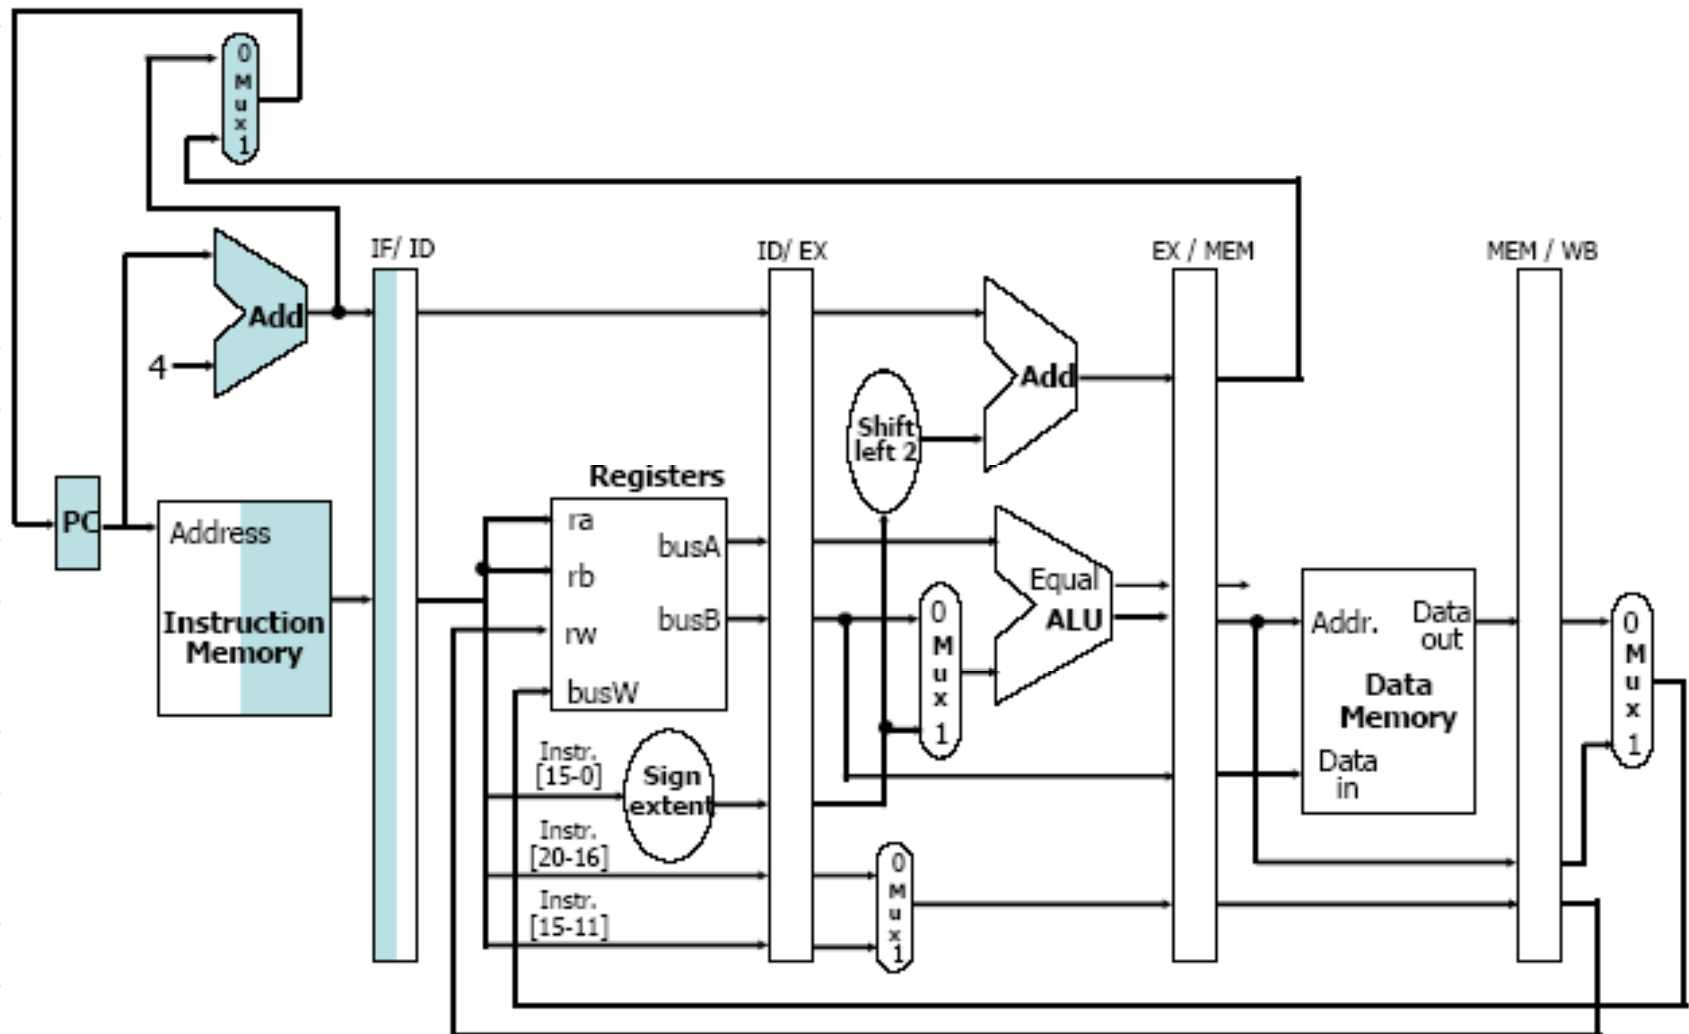 0
M
u
x
1
IF/ ID
ID/ EX
EX / MEM
MEM / WB
Add
4
Add
Shift
left 2
PC
Address
Instruction
Memory
Registers
ra
rb
rw
busW
busA
busB
0
M
u
x
1
Equal
ALU
Addr.
Data
out
Data
Memory
Data
in
0
M
u
x
1
Instr.
[15-0]
Sign
extent
Instr.
[20-16]
Instr.
[15-11]
0
M
u
x
1